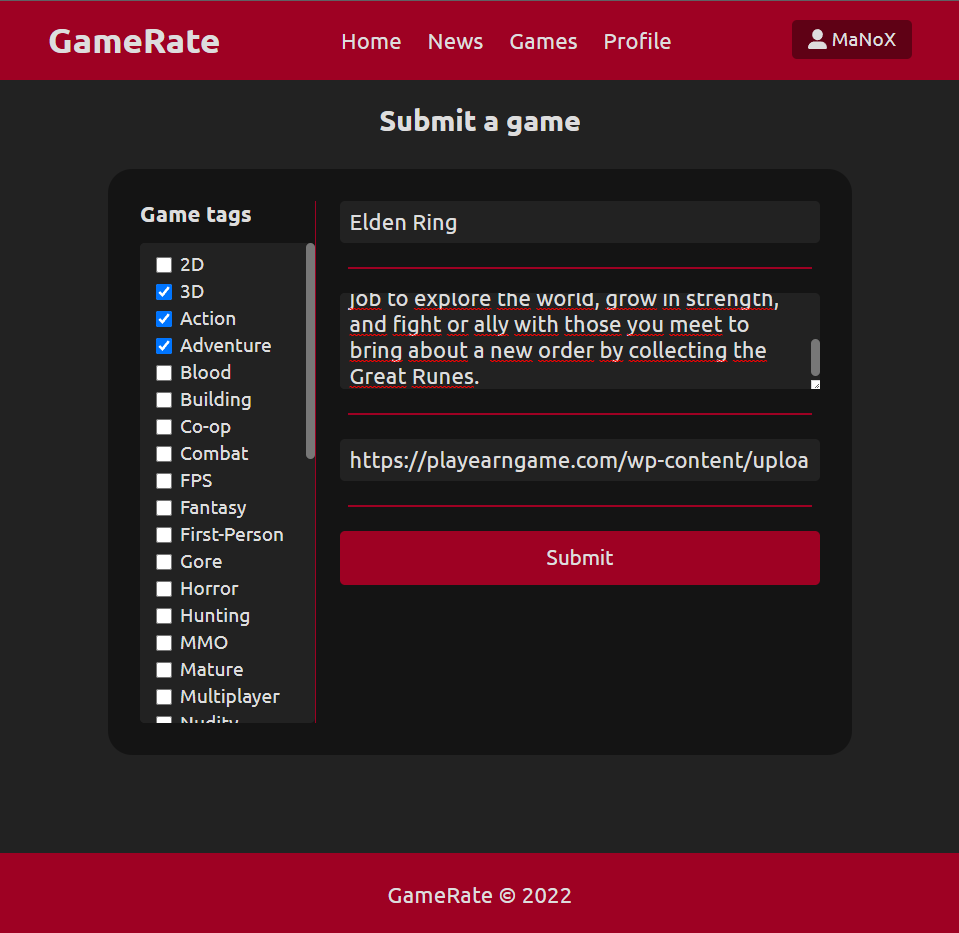 GameRate
Home News Games Profile
MaNoX
Submit a game
Game tags
2D
3D
Action
Adventure
Blood
Building
Co-op
Combat
FPS
Fantasy
First-Person
Gore
Horror
Hunting
MMO
Mature
Multiplayer
Nudity
Elden Ring
job to explore the world, grow in strength,
and fight or ally with those you meet to
bring about a new order by collecting the
Great Runes.
https://playearngame.com/wp-content/uploa
Submit
GameRate © 2022